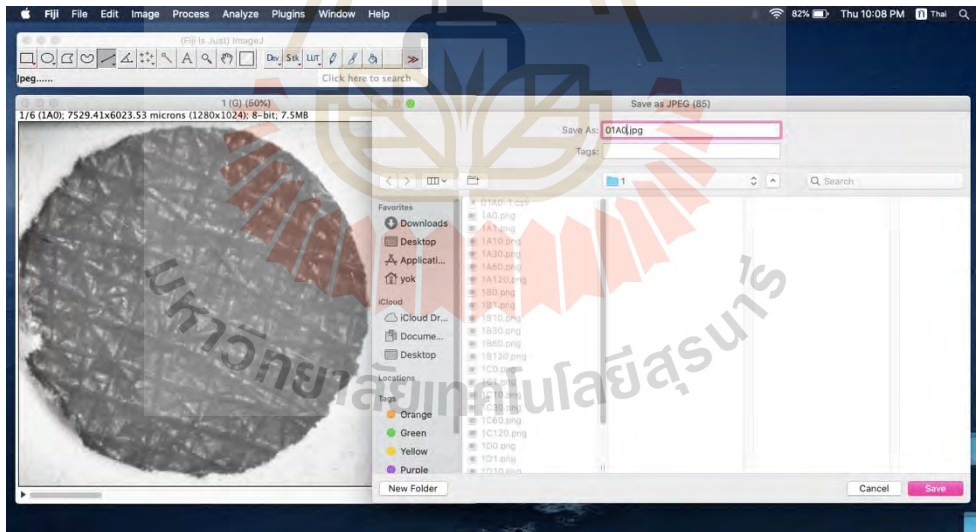 Fiji File Edit Image Process Analyze Plugins Window Help
82% Thu 10:08 PM Thai
(Fiji Is Just) ImageJ
Dev Stk LUT
Jpeg......
Click here to search
1 (G) (50%)
1/6 (1A0); 7529.41x6023.53 microns (1280x1024); 8-bit; 7.5MB
Save as JPEG (85)
Save As: 01A0.jpg
Tags:
1
Search
Favorites
Downloads
Desktop
Applicati...
yok
iCloud
iCloud Dr...
Docume...
Desktop
Locations
Tags
Orange
Green
Yellow
Purple
01A0-1.csv
1A0.png
1A1.png
1A10.png
1A30.png
1A60.png
1A120.png
1B0.png
1B1.png
1B10.png
1B30.png
1B60.png
1B120.png
1C0.png
1C1.png
1C10.png
1C30.png
1C60.png
1C120.png
1D0.png
1D1.png
1D10.png
New Folder
Cancel
Save
มหาวิทยาลัยเทคโนโลยีสุรนารี